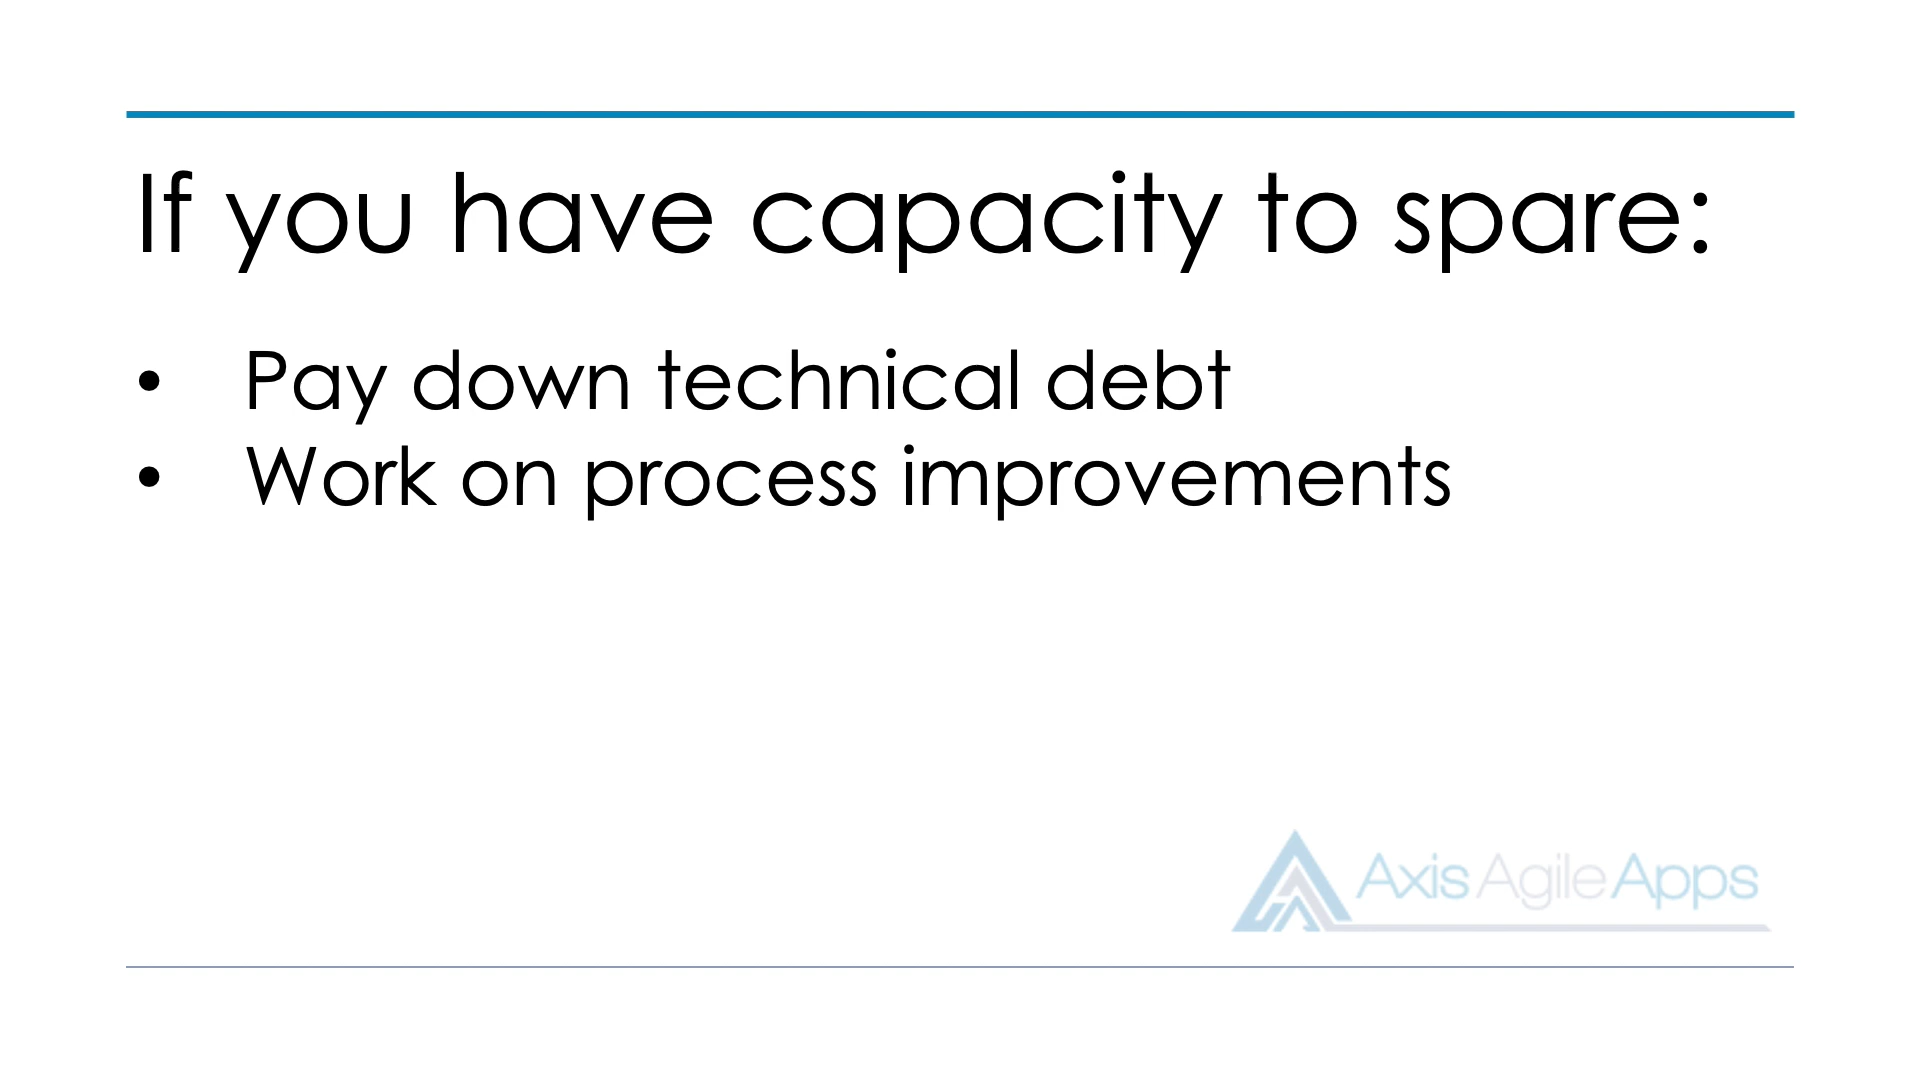 If you have capacity to spare:
• Pay down technical debt
• Work on process improvements
Axis Agile Apps